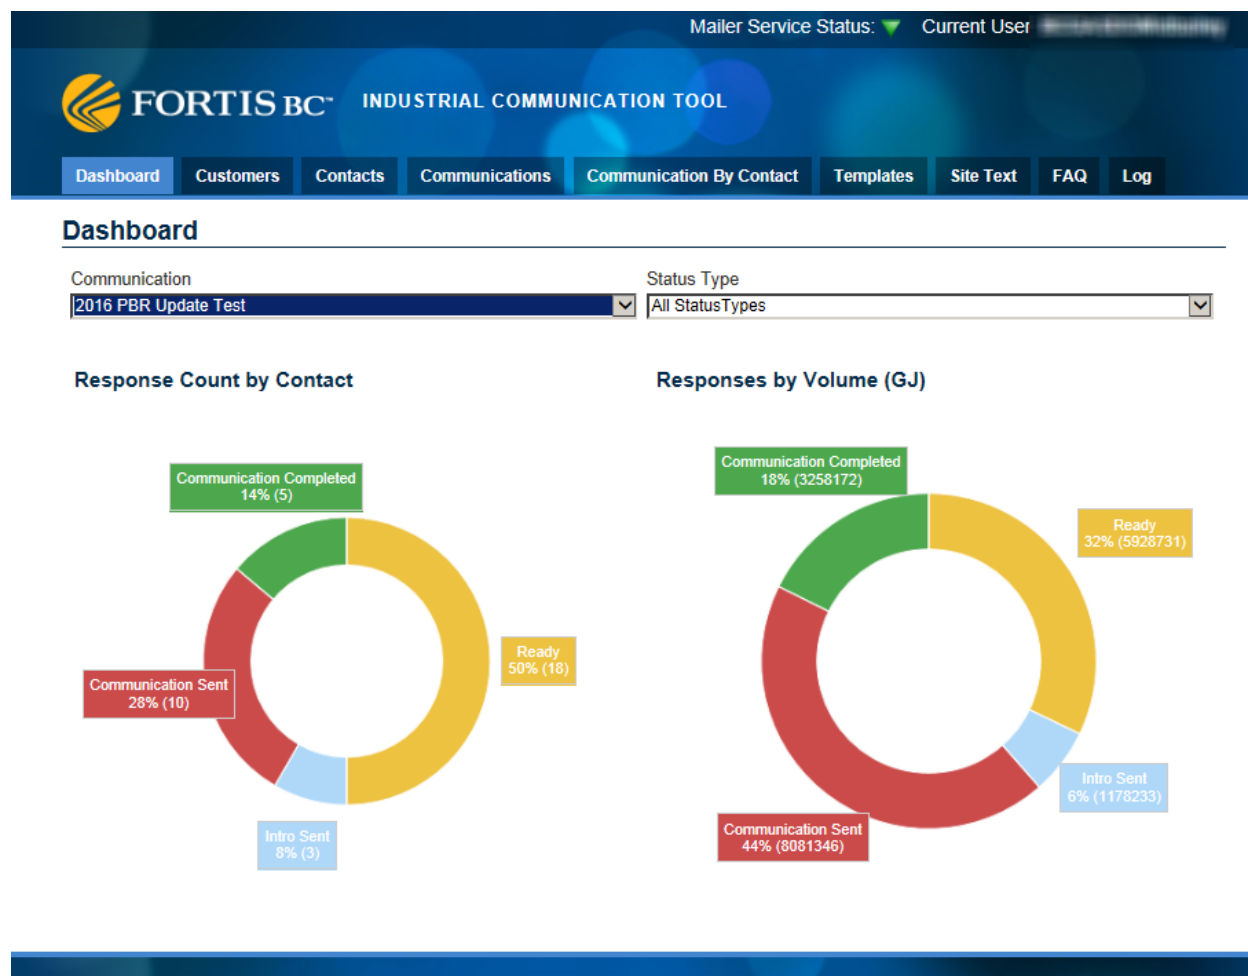 Mailer Service Status: Current User
FORTIS BC™ INDUSTRIAL COMMUNICATION TOOL
Dashboard Customers Contacts Communications Communication By Contact Templates Site Text FAQ Log
Dashboard
Communication Status Type
2016 PBR Update Test All StatusTypes
Response Count by Contact Responses by Volume (GJ)
Communication Completed
14% (5)
Ready
50% (18)
Communication Sent
28% (10)
Intro Sent
8% (3)
Communication Completed
18% (3258172)
Ready
32% (5928731)
Intro Sent
6% (1178233)
Communication Sent
44% (8081346)